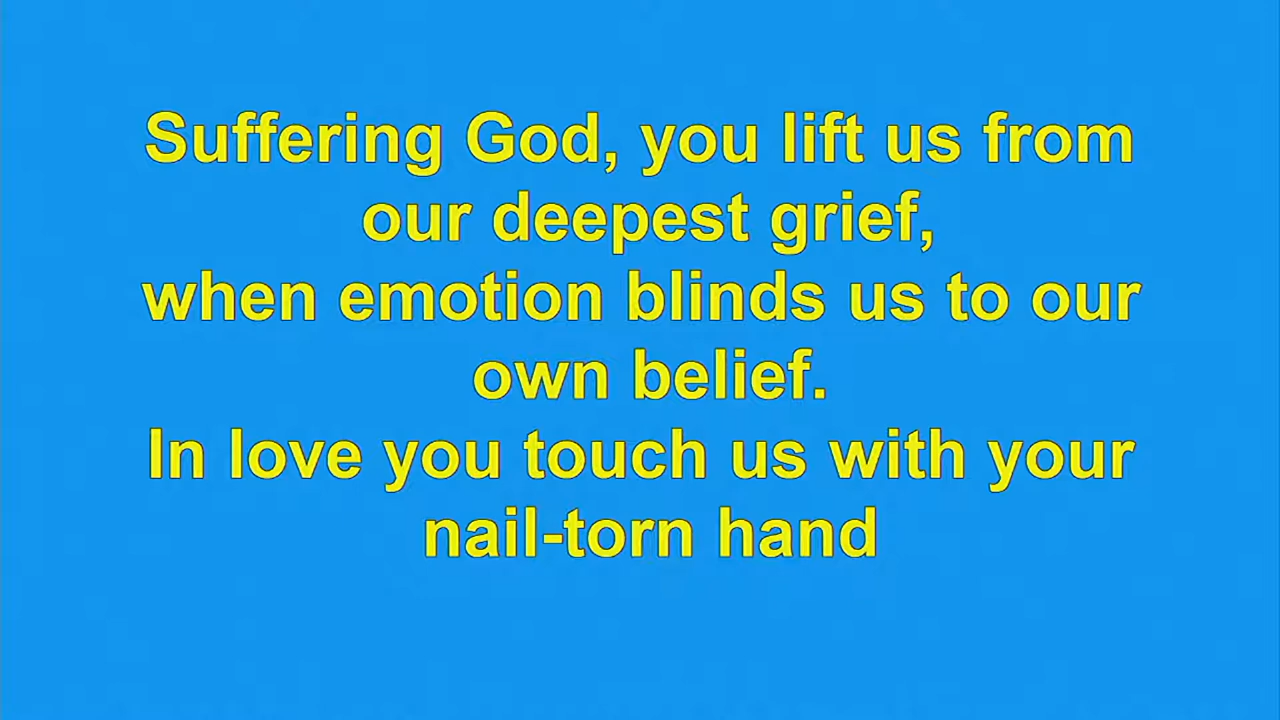 Suffering God, you lift us from
our deepest grief,
when emotion blinds us to our
own belief.
In love you touch us with your
nail-torn hand